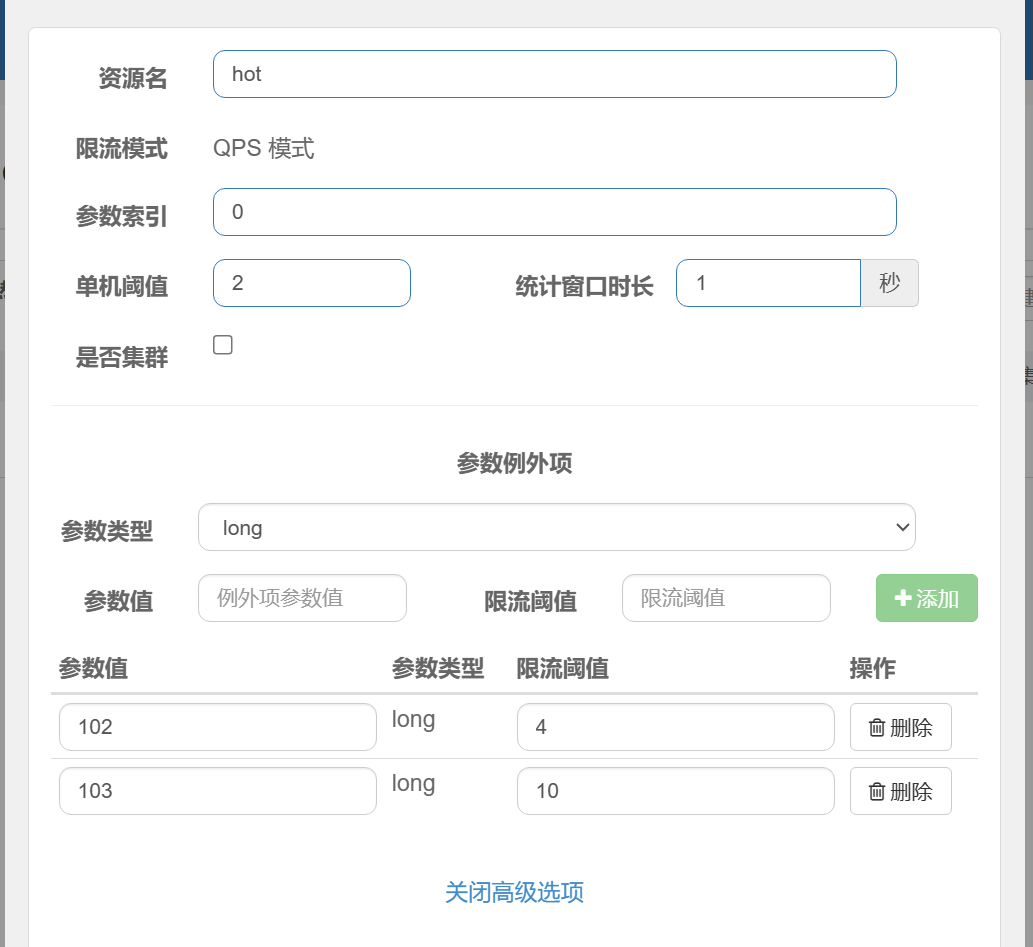 资源名 hot
限流模式 QPS 模式
参数索引 0
单机阈值 2 统计窗口时长 1 秒
是否集群
参数例外项
参数类型 long
参数值 例外项参数值 限流阈值 限流阈值 添加
参数值 参数类型 限流阈值 操作
102 long 4 删除
103 long 10 删除
关闭高级选项